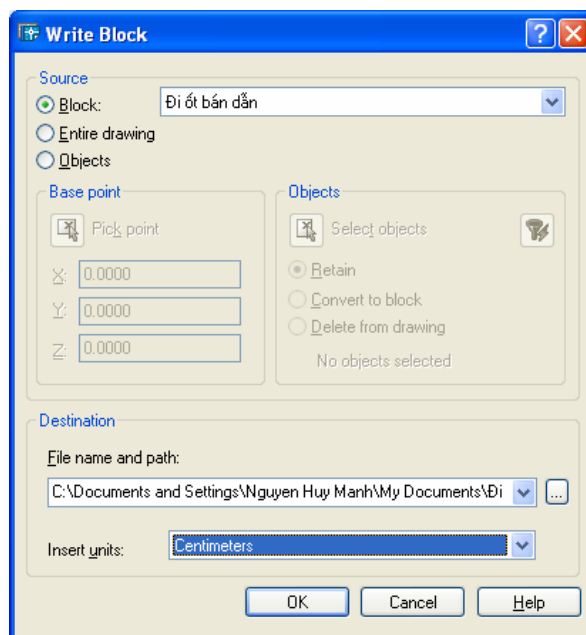 Write Block
Source
Block: Đi ốt bán dẫn
Entire drawing
Objects
Base point
Pick point
X: 0.0000
Y: 0.0000
Z: 0.0000
Objects
Select objects
Retain
Convert to block
Delete from drawing
No objects selected
Destination
File name and path:
C:\Documents and Settings\Nguyen Huy Manh\My Documents\Đi ...
Insert units: Centimeters
OK Cancel Help